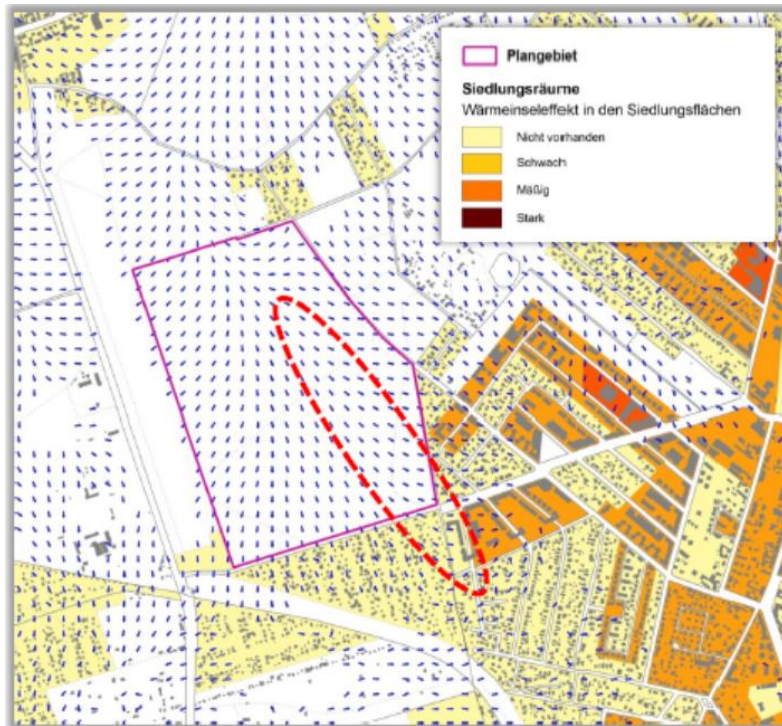 Plangebiet
Siedlungsräume
Wärmeinseleffekt in den Siedlungsflächen
Nicht vorhanden
Schwach
Mäßig
Stark